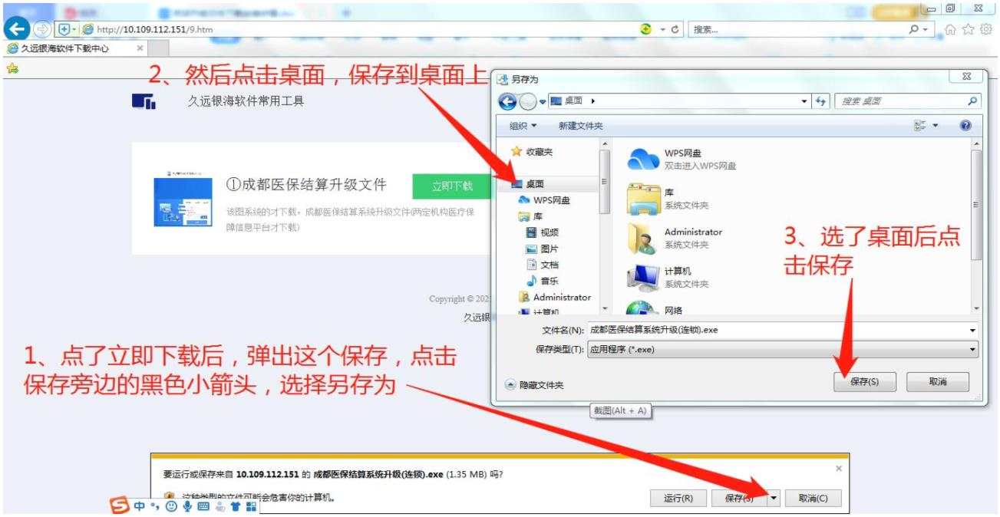 http://10.109.112.151/9.htm
搜索...
久远银海软件下载中心
2、然后点击桌面，保存到桌面上
久远银海软件常用工具
①成都医保结算升级文件
立即下载
该图系统的才下载，成都医保结算系统升级文件(两定机构医疗保
障信息平台才下载)
Copyright © 202
久远银
另存为
桌面
搜索 桌面
组织
新建文件夹
收藏夹
桌面
WPS网盘
库
视频
图片
文档
音乐
Administrator
计算机
WPS网盘
双击进入WPS网盘
库
系统文件夹
Administrator
系统文件夹
计算机
系统文件夹
网络
3、选了桌面后点
击保存
文件名(N): 成都医保结算系统升级(连锁).exe
保存类型(T): 应用程序 (*.exe)
隐藏文件夹
保存(S)
取消
截图(Alt + A)
1、点了立即下载后，弹出这个保存，点击
保存旁边的黑色小箭头，选择另存为
要运行或保存来自 10.109.112.151 的 成都医保结算系统升级(连锁).exe (1.35 MB) 吗?
这种类型的文件可能会危害你的计算机。
运行(R)
保存(S)
取消(C)
中